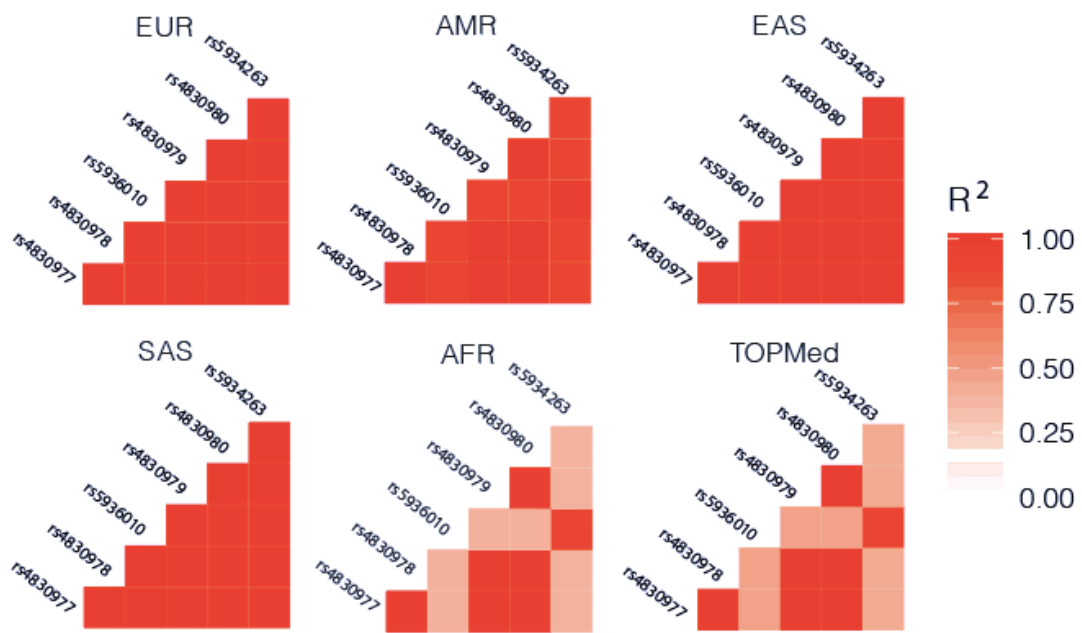 EUR
rs5934263
rs4830980
rs4830979
rs5936010
rs4830978
rs4830977
AMR
rs5934263
rs4830980
rs4830979
rs5936010
rs4830978
rs4830977
EAS
rs5934263
rs4830980
rs4830979
rs5936010
rs4830978
rs4830977
R²
1.00
0.75
0.50
0.25
0.00
SAS
rs5934263
rs4830980
rs4830979
rs5936010
rs4830978
rs4830977
AFR
rs5934263
rs4830980
rs4830979
rs5936010
rs4830978
rs4830977
TOPMed
rs5934263
rs4830980
rs4830979
rs5936010
rs4830978
rs4830977